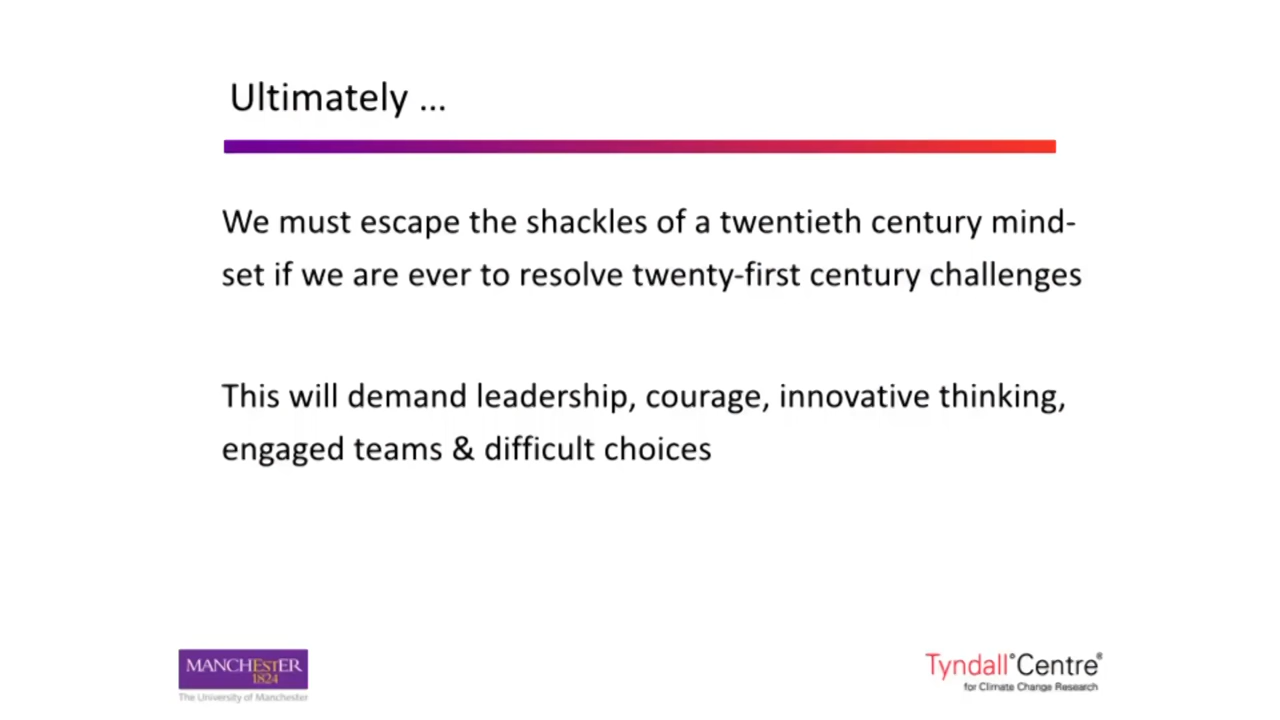 Ultimately ...
We must escape the shackles of a twentieth century mind-
set if we are ever to resolve twenty-first century challenges
This will demand leadership, courage, innovative thinking,
engaged teams & difficult choices
MANCHESTER
1824
The University of Manchester
Tyndall°Centre®
for Climate Change Research